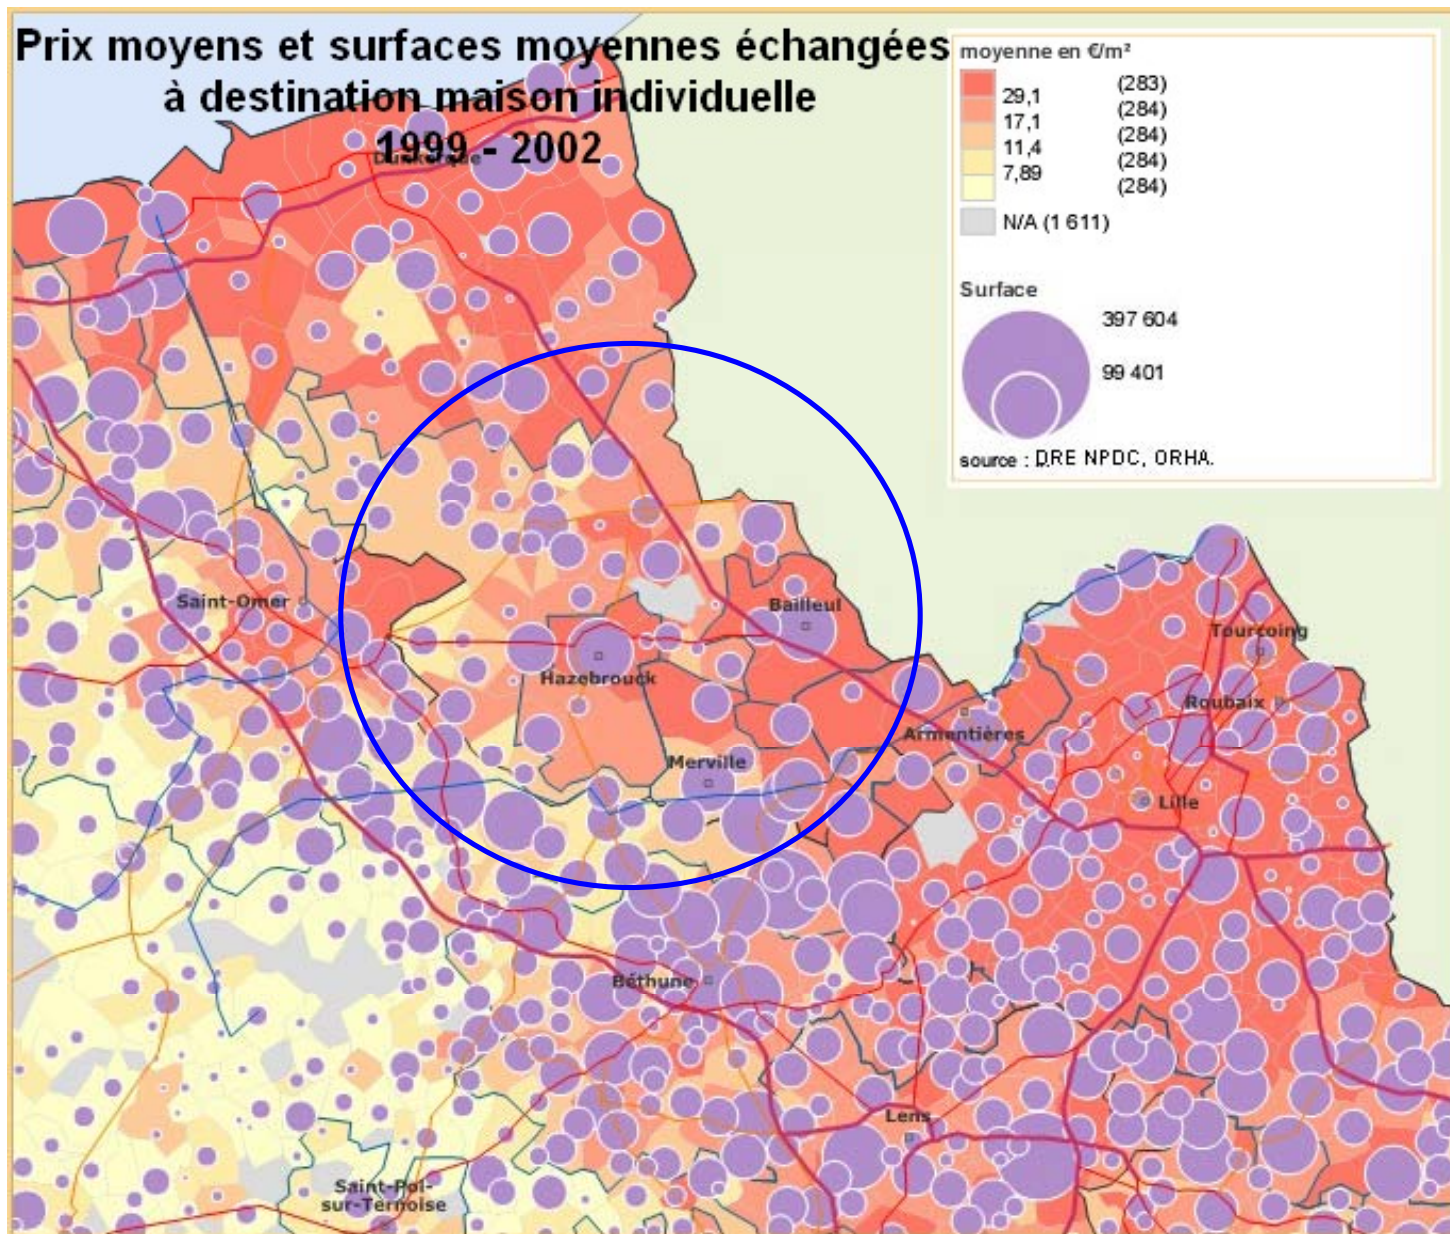 Prix moyens et surfaces moyennes échangées
à destination maison individuelle
1999 - 2002
moyenne en €/m²
(283)
29,1
(284)
17,1
(284)
11,4
(284)
7,89
(284)
N/A (1 611)
Surface
397 604
99 401
source : DRE NPDC, ORHA.
Dunkerque
Saint-Omer
Bailleul
Tourcoing
Hazebrouck
Roubaix
Armentières
Merville
Lille
Béthune
Lens
Saint-Pol-
sur-Ternoise